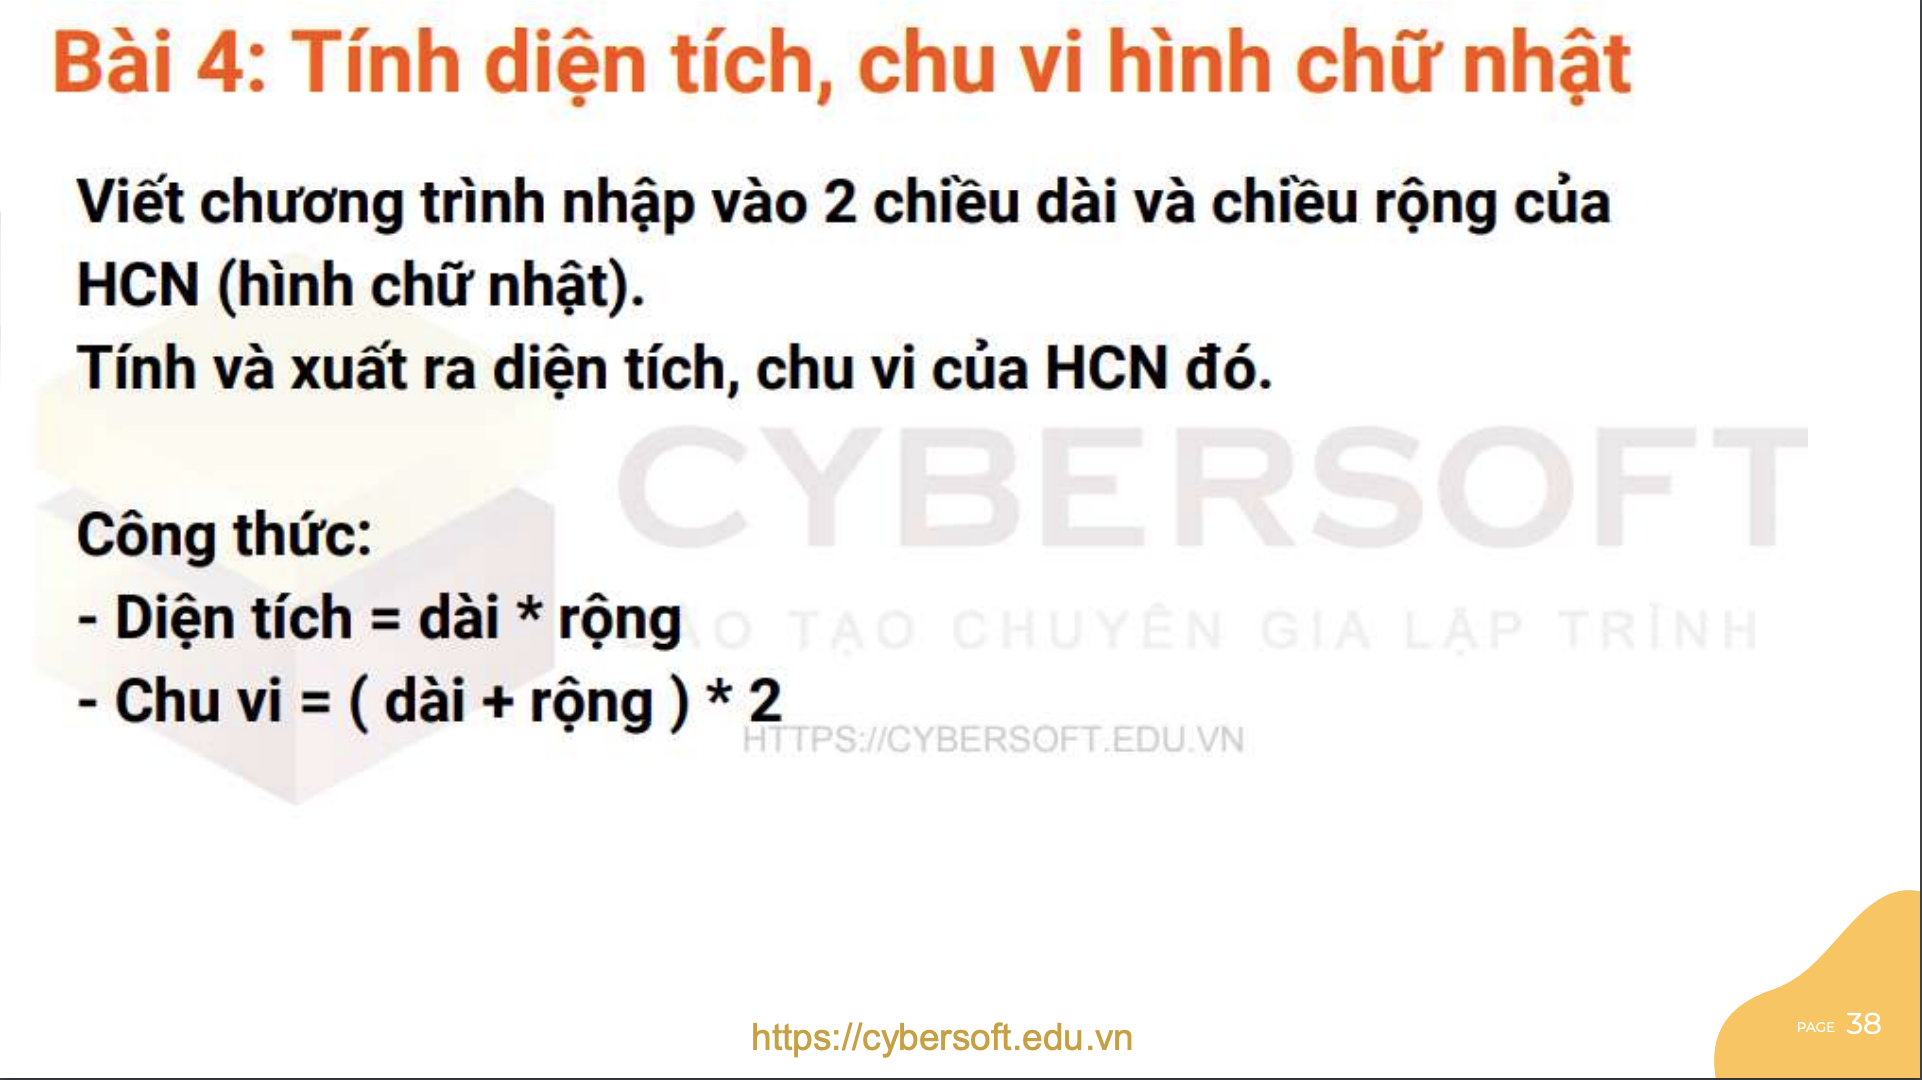 Bài 4: Tính diện tích, chu vi hình chữ nhật
Viết chương trình nhập vào 2 chiều dài và chiều rộng của
HCN (hình chữ nhật).
Tính và xuất ra diện tích, chu vi của HCN đó.
CYBERSOFT
Công thức:
- Diện tích = dài * rộng
ĐÀO TẠO CHUYÊN GIA LẬP TRÌNH
- Chu vi = ( dài + rộng ) * 2
HTTPS://CYBERSOFT.EDU.VN
https://cybersoft.edu.vn
PAGE 38